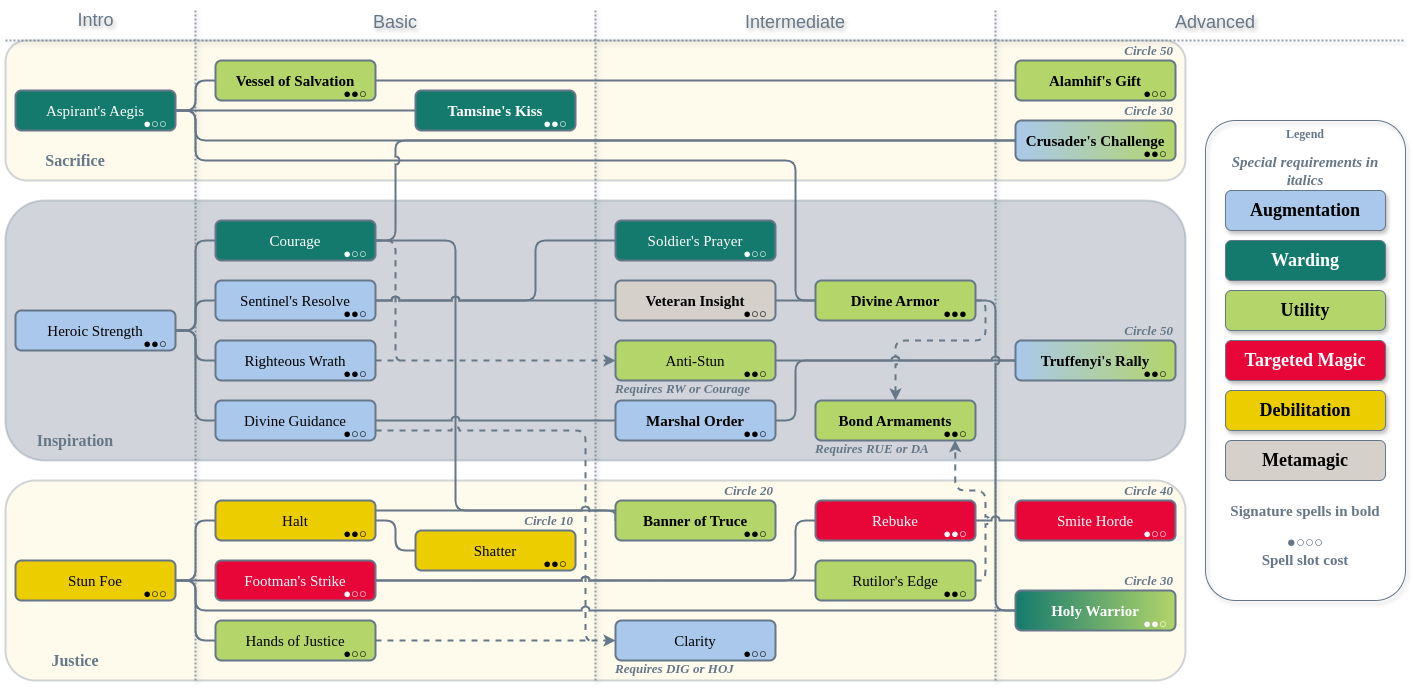 Intro
Basic
Intermediate
Advanced
Circle 50
Vessel of Salvation
●●○
Alamhif's Gift
●○○
Aspirant's Aegis
●○○
Tamsine's Kiss
●●○
Circle 30
Crusader's Challenge
●●○
Sacrifice
Courage
●○○
Soldier's Prayer
●○○
Sentinel's Resolve
●●○
Veteran Insight
●○○
Divine Armor
●●●
Heroic Strength
●●○
Circle 50
Righteous Wrath
●●○
Anti-Stun
●●○
Requires RW or Courage
Truffenyi's Rally
●●○
Divine Guidance
●○○
Marshal Order
●●○
Bond Armaments
●●○
Requires RUE or DA
Inspiration
Circle 20
Circle 40
Halt
●●○
Circle 10
Shatter
●●○
Banner of Truce
●●○
Rebuke
●●○
Smite Horde
●○○
Stun Foe
●○○
Footman's Strike
●○○
Rutilor's Edge
●●○
Circle 30
Holy Warrior
●●○
Hands of Justice
●○○
Clarity
●○○
Requires DIG or HOJ
Justice
Legend
Special requirements in
italics
Augmentation
Warding
Utility
Targeted Magic
Debilitation
Metamagic
Signature spells in bold
●○○○
Spell slot cost